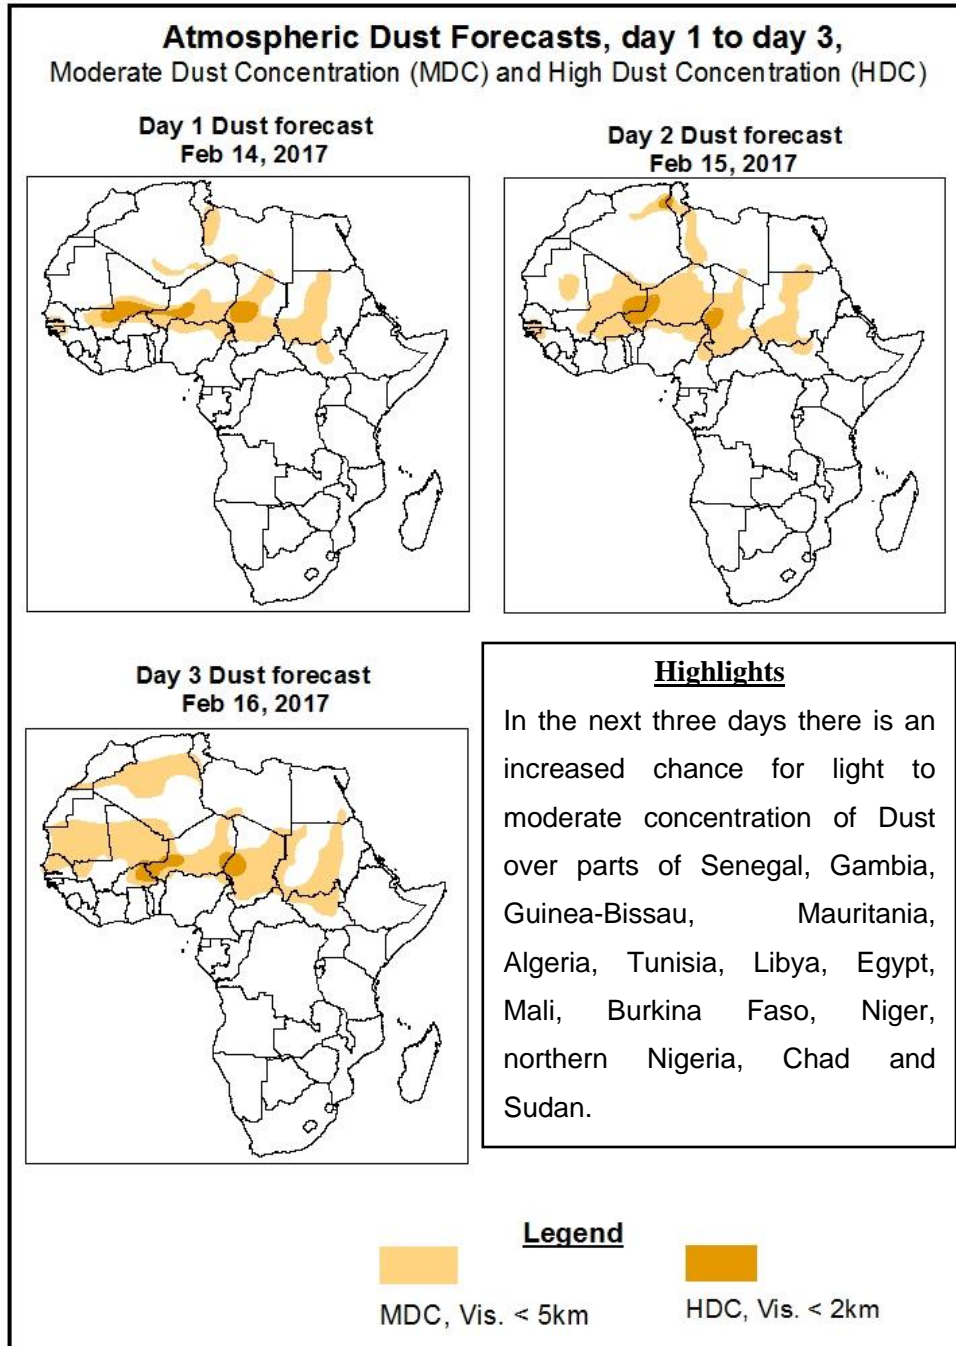 Atmospheric Dust Forecasts, day 1 to day 3,
Moderate Dust Concentration (MDC) and High Dust Concentration (HDC)
Day 1 Dust forecast
Feb 14, 2017
Day 2 Dust forecast
Feb 15, 2017
Day 3 Dust forecast
Feb 16, 2017
Highlights
In the next three days there is an
increased chance for light to
moderate concentration of Dust
over parts of Senegal, Gambia,
Guinea-Bissau, Mauritania,
Algeria, Tunisia, Libya, Egypt,
Mali, Burkina Faso, Niger,
northern Nigeria, Chad and
Sudan.
Legend
MDC, Vis. < 5km
HDC, Vis. < 2km